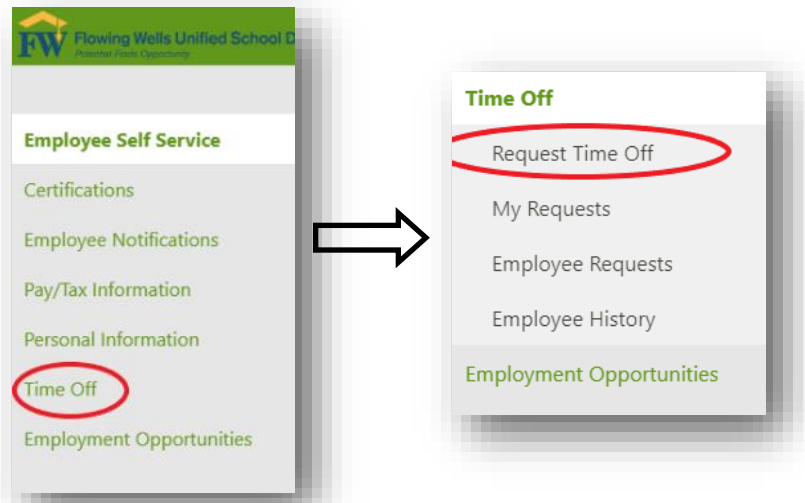 FW Flowing Wells Unified School D
Potential Finds Opportunity
Employee Self Service
Certifications
Employee Notifications
Pay/Tax Information
Personal Information
Time Off
Employment Opportunities
Time Off
Request Time Off
My Requests
Employee Requests
Employee History
Employment Opportunities